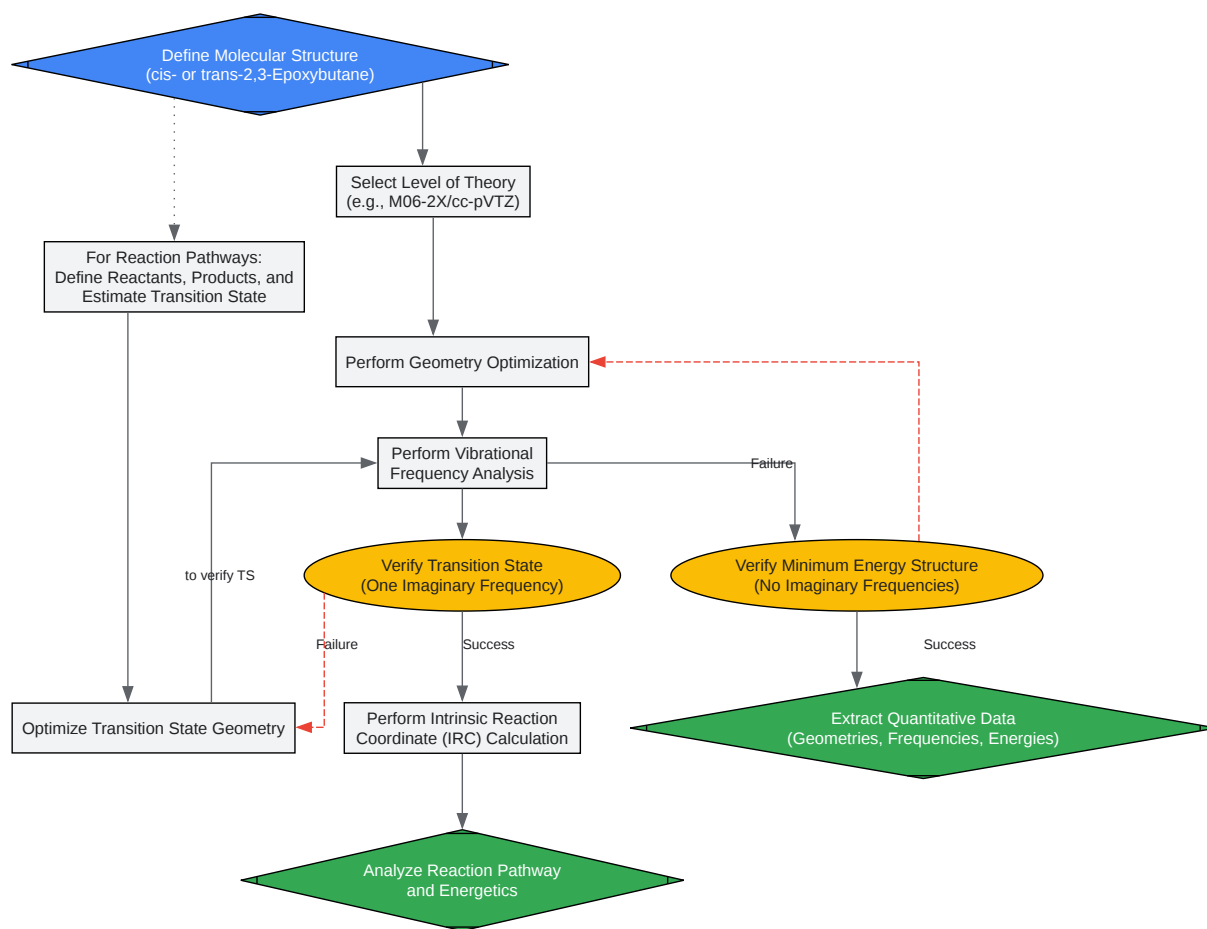 Define Molecular Structure
(cis- or trans-2,3-Epoxybutane)
Select Level of Theory
(e.g., M06-2X/cc-pVTZ)
For Reaction Pathways:
Define Reactants, Products, and
Estimate Transition State
Perform Geometry Optimization
Perform Vibrational
Frequency Analysis
Failure
to verify TS
Verify Transition State
(One Imaginary Frequency)
Verify Minimum Energy Structure
(No Imaginary Frequencies)
Failure
Success
Success
Optimize Transition State Geometry
Perform Intrinsic Reaction
Coordinate (IRC) Calculation
Extract Quantitative Data
(Geometries, Frequencies, Energies)
Analyze Reaction Pathway
and Energetics